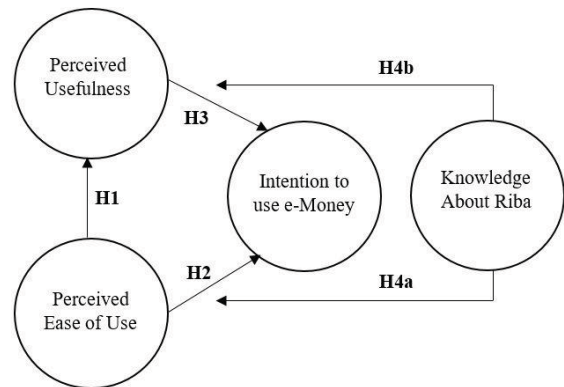 Perceived
Usefulness
H4b
H3
Intention to
use e-Money
Knowledge
About Riba
H1
H2
Perceived
Ease of Use
H4a